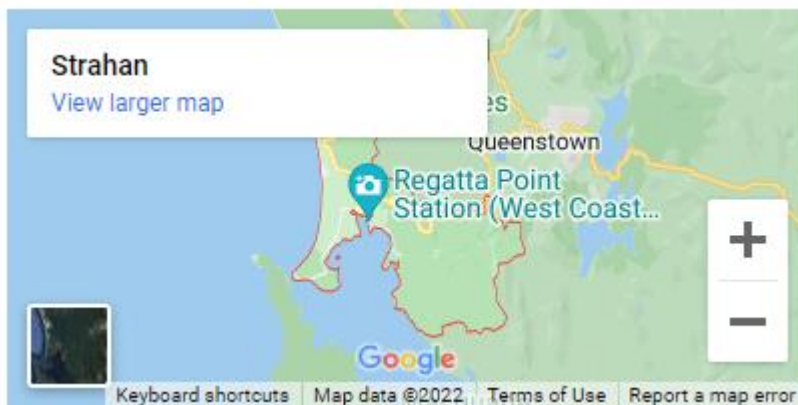 Strahan
View larger map
es
Queenstown
Regatta Point
Station (West Coast...
+
−
Google
Keyboard shortcuts Map data ©2022 Terms of Use Report a map error